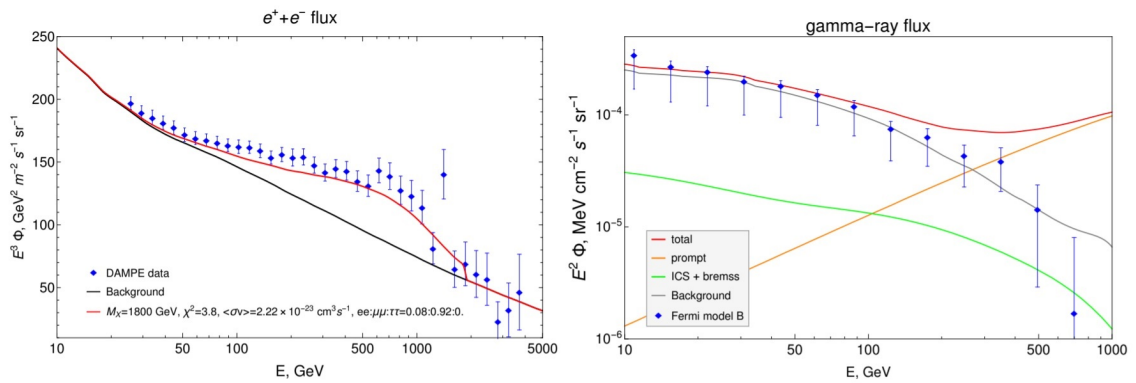 e⁺+e⁻ flux
250
200
150
100
50
E³ Φ, GeV² m⁻² s⁻¹ sr⁻¹
DAMPE data
Background
Mχ=1800 GeV, χ²=3.8, <σv>=2.22 × 10⁻²³ cm³s⁻¹, ee:μμ:ττ=0.08:0.92:0.
10 50 100 500 1000 5000
E, GeV
gamma−ray flux
10⁻⁴
10⁻⁵
10⁻⁶
E² Φ, MeV cm⁻² s⁻¹ sr⁻¹
total
prompt
ICS + bremss
Background
Fermi model B
10 50 100 500 1000
E, GeV